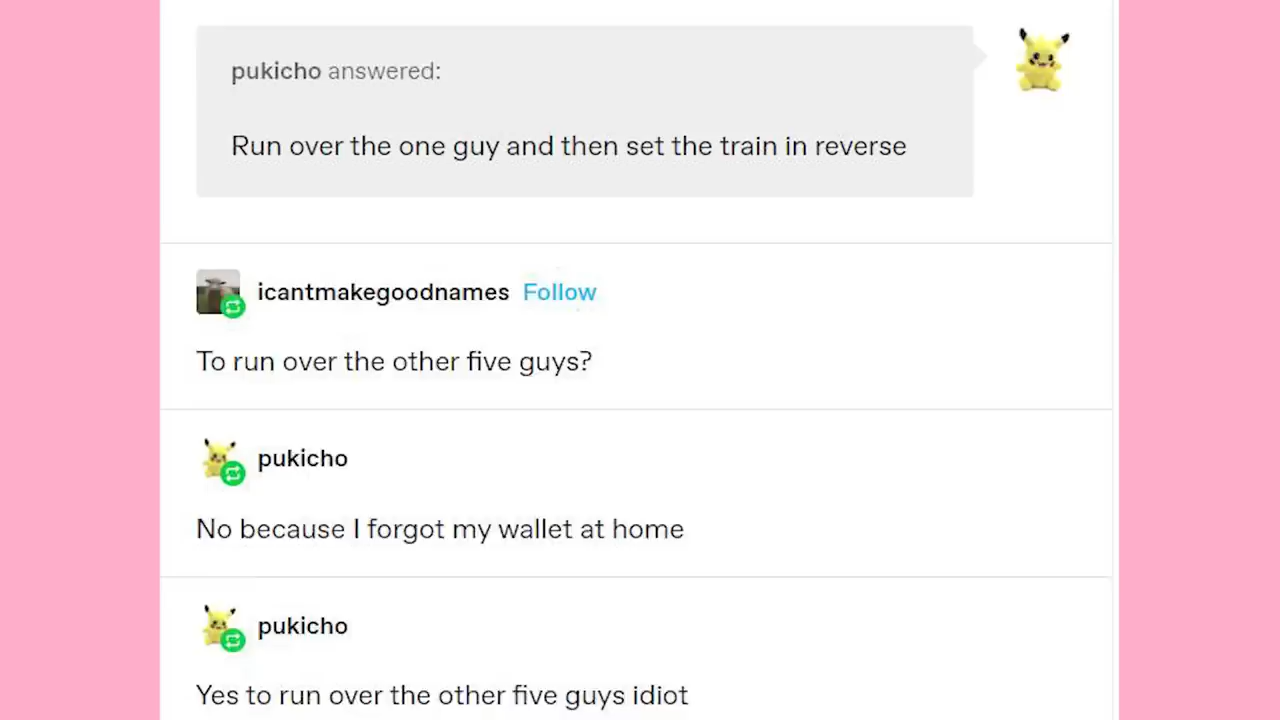 pukicho answered:
Run over the one guy and then set the train in reverse
icantmakegoodnames Follow
To run over the other five guys?
pukicho
No because I forgot my wallet at home
pukicho
Yes to run over the other five guys idiot